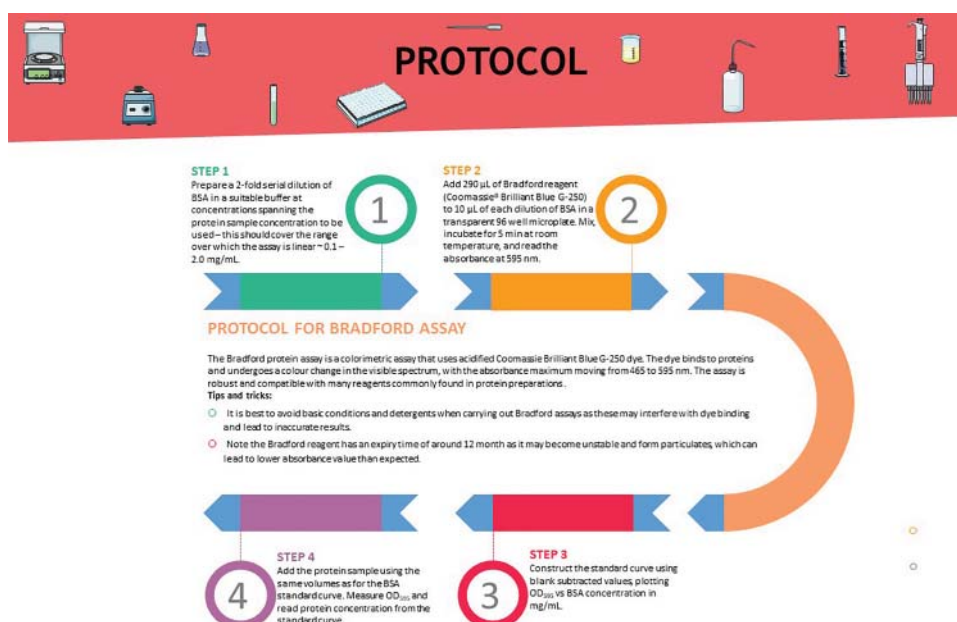 PROTOCOL
STEP 1
Prepare a 2-fold serial dilution of
BSA in a suitable buffer at
concentrations spanning the
protein sample concentration to be
used – this should cover the range
over which the assay is linear ~ 0.1 –
2.0 mg/mL.
1
STEP 2
Add 290 µL of Bradford reagent
(Coomassie® Brilliant Blue G-250)
to 10 µL of each dilution of BSA in a
transparent 96 well microplate. Mix,
incubate for 5 min at room
temperature, and read the
absorbance at 595 nm.
2
PROTOCOL FOR BRADFORD ASSAY
The Bradford protein assay is a colorimetric assay that uses acidified Coomassie Brilliant Blue G-250 dye. The dye binds to proteins
and undergoes a colour change in the visible spectrum, with the absorbance maximum moving from 465 to 595 nm. The assay is
robust and compatible with many reagents commonly found in protein preparations.
Tips and tricks:
It is best to avoid basic conditions and detergents when carrying out Bradford assays as these may interfere with dye binding
and lead to inaccurate results.
Note the Bradford reagent has an expiry time of around 12 month as it may become unstable and form particulates, which can
lead to lower absorbance value than expected.
STEP 3
Construct the standard curve using
blank subtracted values, plotting
OD₅₉₅ vs BSA concentration in
mg/mL.
3
STEP 4
Add the protein sample using the
same volumes as for the BSA
standard curve. Measure OD₅₉₅ and
read protein concentration from the
standard curve
4